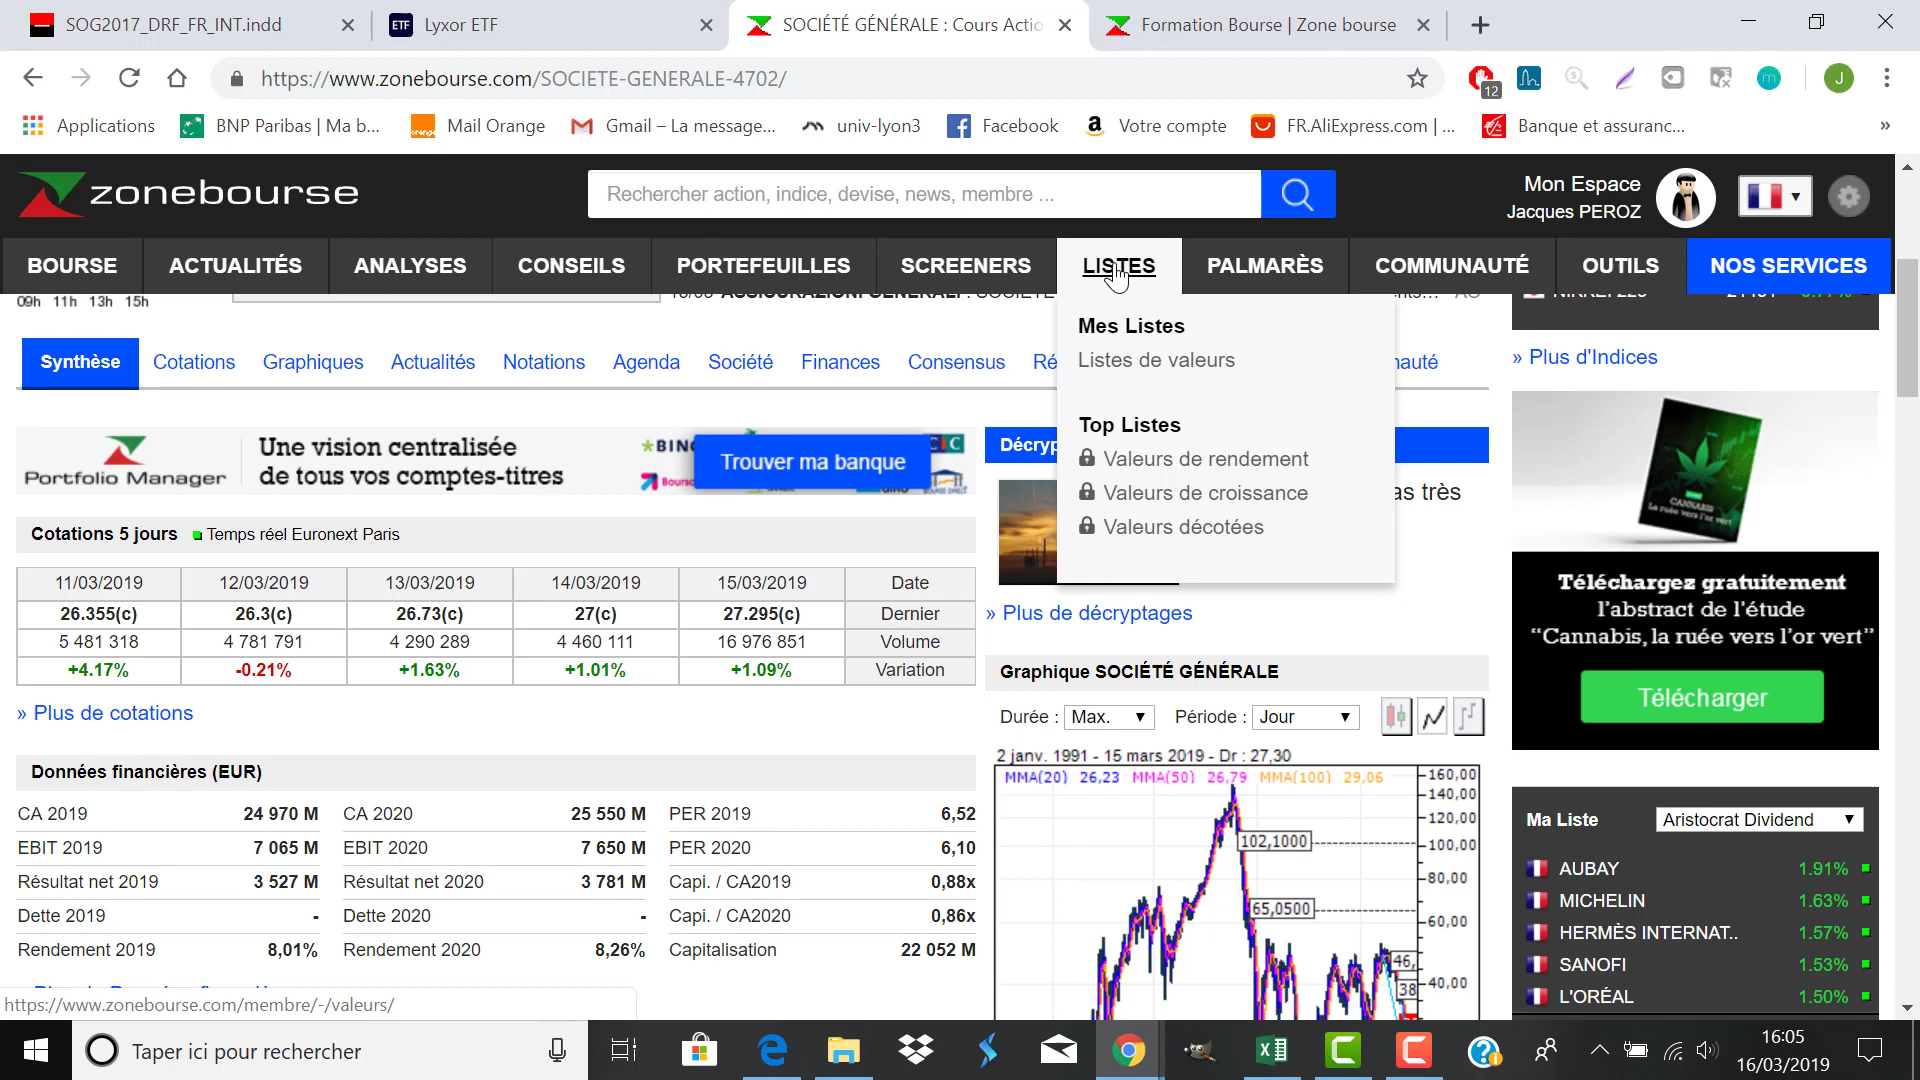 SOG2017_DRF_FR_INT.indd
ETF Lyxor ETF
SOCIÉTÉ GÉNÉRALE : Cours Actio
Formation Bourse | Zone bourse
https://www.zonebourse.com/SOCIETE-GENERALE-4702/
12
J
m
Applications
BNP Paribas | Ma b...
Mail Orange
Gmail – La message...
univ-lyon3
Facebook
Votre compte
FR.AliExpress.com | ...
Banque et assuranc...
»
zonebourse
Rechercher action, indice, devise, news, membre ...
Mon Espace
Jacques PEROZ
BOURSE ACTUALITÉS ANALYSES CONSEILS PORTEFEUILLES SCREENERS LISTES PALMARÈS COMMUNAUTÉ OUTILS NOS SERVICES
09h 11h 13h 15h
Mes Listes
Listes de valeurs
Top Listes
Valeurs de rendement
Valeurs de croissance
Valeurs décotées
» Plus d'Indices
Synthèse Cotations Graphiques Actualités Notations Agenda Société Finances Consensus Ré
auté
Portfolio Manager
Une vision centralisée
de tous vos comptes-titres
Trouver ma banque
Décryp
as très
» Plus de décryptages
Cotations 5 jours Temps réel Euronext Paris
11/03/2019 12/03/2019 13/03/2019 14/03/2019 15/03/2019 Date
26.355(c) 26.3(c) 26.73(c) 27(c) 27.295(c) Dernier
5 481 318 4 781 791 4 290 289 4 460 111 16 976 851 Volume
+4.17% -0.21% +1.63% +1.01% +1.09% Variation
» Plus de cotations
Données financières (EUR)
CA 2019 24 970 M CA 2020 25 550 M PER 2019 6,52
EBIT 2019 7 065 M EBIT 2020 7 650 M PER 2020 6,10
Résultat net 2019 3 527 M Résultat net 2020 3 781 M Capi. / CA2019 0,88x
Dette 2019 - Dette 2020 - Capi. / CA2020 0,86x
Rendement 2019 8,01% Rendement 2020 8,26% Capitalisation 22 052 M
Graphique SOCIÉTÉ GÉNÉRALE
Durée : Max. Période : Jour
2 janv. 1991 - 15 mars 2019 - Dr : 27,30
MMA(20) 26,23 MMA(50) 26,79 MMA(100) 29,06
160,00
140,00
120,00
102,1000
100,00
80,00
65,0500
60,00
46,
38
40,00
CANNABIS
La ruée vers l'or vert
Téléchargez gratuitement
l'abstract de l'étude
“Cannabis, la ruée vers l'or vert”
Télécharger
Ma Liste Aristocrat Dividend
AUBAY 1.91%
MICHELIN 1.63%
HERMÈS INTERNAT.. 1.57%
SANOFI 1.53%
L'ORÉAL 1.50%
https://www.zonebourse.com/membre/-/valeurs/
Taper ici pour rechercher
16:05
16/03/2019